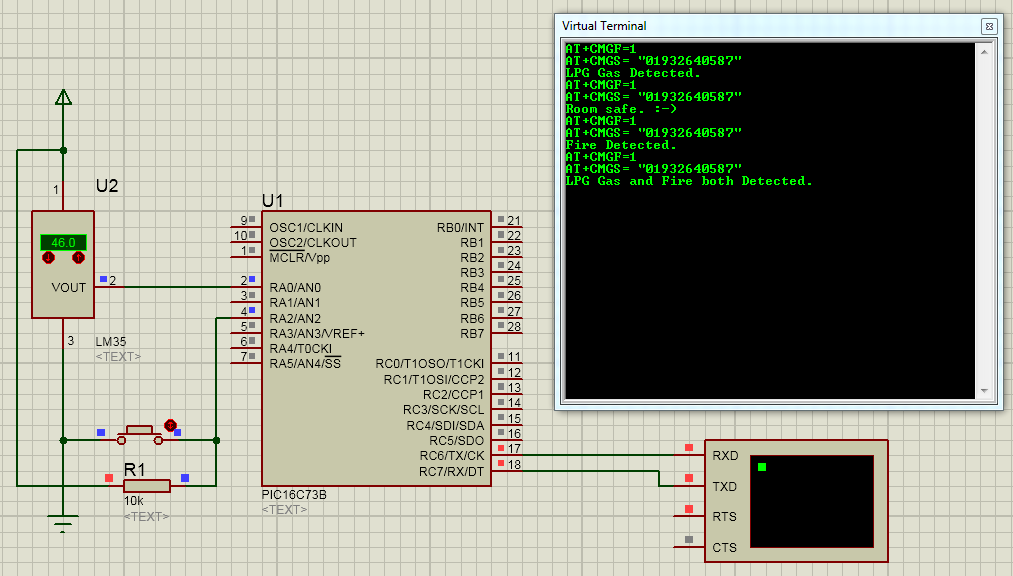 Virtual Terminal
AT+CMGF=1
AT+CMGS= "01932640587"
LPG Gas Detected.
AT+CMGF=1
AT+CMGS= "01932640587"
Room safe. :-)
AT+CMGF=1
AT+CMGS= "01932640587"
Fire Detected.
AT+CMGF=1
AT+CMGS= "01932640587"
LPG Gas and Fire both Detected.
U2
1
46.0
VOUT
2
3
LM35
<TEXT>
R1
10k
<TEXT>
U1
9 OSC1/CLKIN
10 OSC2/CLKOUT
1 MCLR/Vpp
2 RA0/AN0
3 RA1/AN1
4 RA2/AN2
5 RA3/AN3/VREF+
6 RA4/T0CKI
7 RA5/AN4/SS
RB0/INT 21
RB1 22
RB2 23
RB3 24
RB4 25
RB5 26
RB6 27
RB7 28
RC0/T1OSO/T1CKI 11
RC1/T1OSI/CCP2 12
RC2/CCP1 13
RC3/SCK/SCL 14
RC4/SDI/SDA 15
RC5/SDO 16
RC6/TX/CK 17
RC7/RX/DT 18
PIC16C73B
<TEXT>
RXD
TXD
RTS
CTS